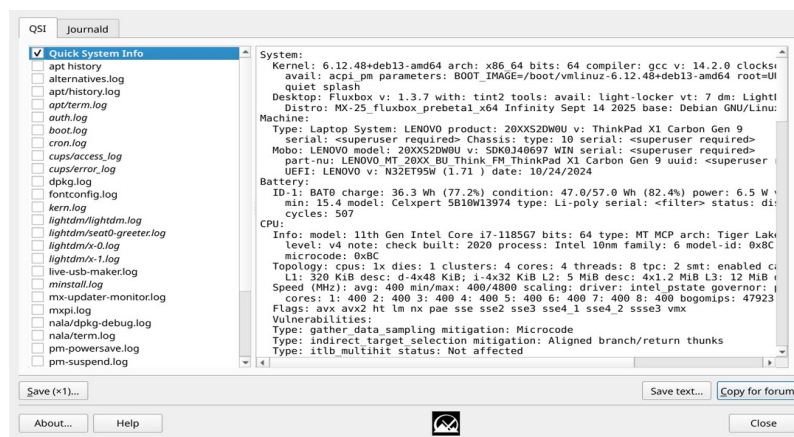 QSI
Journald
Quick System Info
apt history
alternatives.log
apt/history.log
apt/term.log
auth.log
boot.log
cron.log
cups/access_log
cups/error_log
dpkg.log
fontconfig.log
kern.log
lightdm/lightdm.log
lightdm/seat0-greeter.log
lightdm/x-0.log
lightdm/x-1.log
live-usb-maker.log
minstall.log
mx-updater-monitor.log
mxpi.log
nala/dpkg-debug.log
nala/term.log
pm-powersave.log
pm-suspend.log
System:
Kernel: 6.12.48+deb13-amd64 arch: x86_64 bits: 64 compiler: gcc v: 14.2.0 clocks
avail: acpi_pm parameters: BOOT_IMAGE=/boot/vmlinuz-6.12.48+deb13-amd64 root=UU
quiet splash
Desktop: Fluxbox v: 1.3.7 with: tint2 tools: avail: light-locker vt: 7 dm: Light
Distro: MX-25_fluxbox_prebeta1_x64 Infinity Sept 14 2025 base: Debian GNU/Linu
Machine:
Type: Laptop System: LENOVO product: 20XXS2DW0U v: ThinkPad X1 Carbon Gen 9
serial: <superuser required> Chassis: type: 10 serial: <superuser required>
Mobo: LENOVO model: 20XXS2DW0U v: SDK0J40697 WIN serial: <superuser required>
part-nu: LENOVO_MT_20XX_BU_Think_FM_ThinkPad X1 Carbon Gen 9 uuid: <superuser
UEFI: LENOVO v: N32ET95W (1.71 ) date: 10/24/2024
Battery:
ID-1: BAT0 charge: 36.3 Wh (77.2%) condition: 47.0/57.0 Wh (82.4%) power: 6.5 W
min: 15.4 model: Celxpert 5B10W13974 type: Li-poly serial: <filter> status: dis
cycles: 507
CPU:
Info: model: 11th Gen Intel Core i7-1185G7 bits: 64 type: MT MCP arch: Tiger Lake
level: v4 note: check built: 2020 process: Intel 10nm family: 6 model-id: 0x8C
microcode: 0xBC
Topology: cpus: 1x dies: 1 clusters: 4 cores: 4 threads: 8 tpc: 2 smt: enabled ca
L1: 320 KiB desc: d-4x48 KiB; i-4x32 KiB L2: 5 MiB desc: 4x1.2 MiB L3: 12 MiB
Speed (MHz): avg: 400 min/max: 400/4800 scaling: driver: intel_pstate governor:
cores: 1: 400 2: 400 3: 400 4: 400 5: 400 6: 400 7: 400 8: 400 bogomips: 47923
Flags: avx avx2 ht lm nx pae sse sse2 sse3 sse4_1 sse4_2 ssse3 vmx
Vulnerabilities:
Type: gather_data_sampling mitigation: Microcode
Type: indirect_target_selection mitigation: Aligned branch/return thunks
Type: itlb_multihit status: Not affected
Save (×1)...
Save text...
Copy for forum
About...
Help
Close